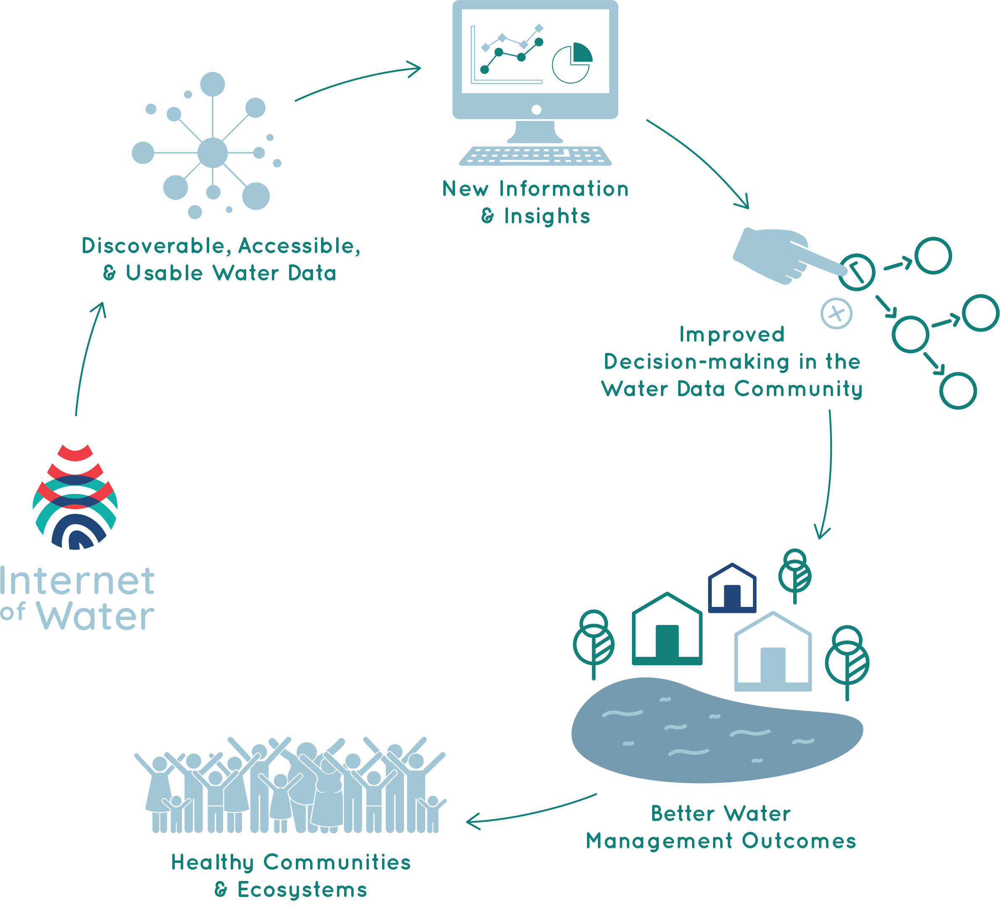 New Information
& Insights
Discoverable, Accessible,
& Usable Water Data
Improved
Decision-making in the
Water Data Community
Internet
of Water
Better Water
Management Outcomes
Healthy Communities
& Ecosystems